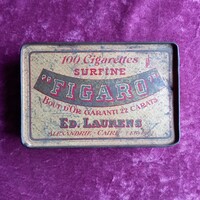 100 Cigarettes
SURFINE
"FIGARO"
BOUT D'OR GARANTI 22 CARATS
ED. LAURENS
ALEXANDRIE - CAIRE